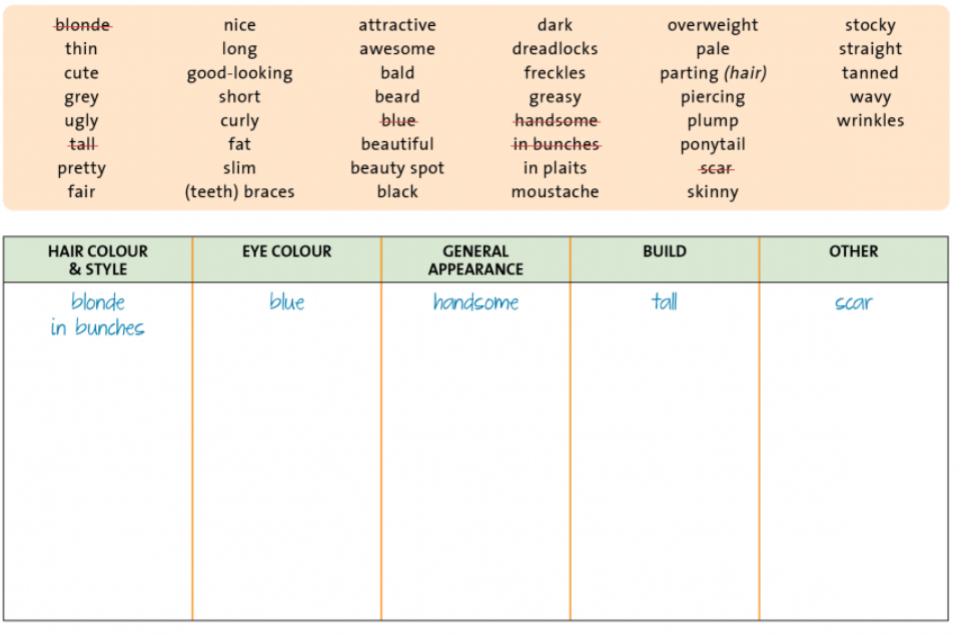 blonde nice attractive dark overweight stocky
thin long awesome dreadlocks pale straight
cute good-looking bald freckles parting (hair) tanned
grey short beard greasy piercing wavy
ugly curly blue handsome plump wrinkles
tall fat beautiful in bunches ponytail
pretty slim beauty spot in plaits scar
fair (teeth) braces black moustache skinny
HAIR COLOUR & STYLE
EYE COLOUR
GENERAL APPEARANCE
BUILD
OTHER
blonde blue handsome tall scar
in bunches